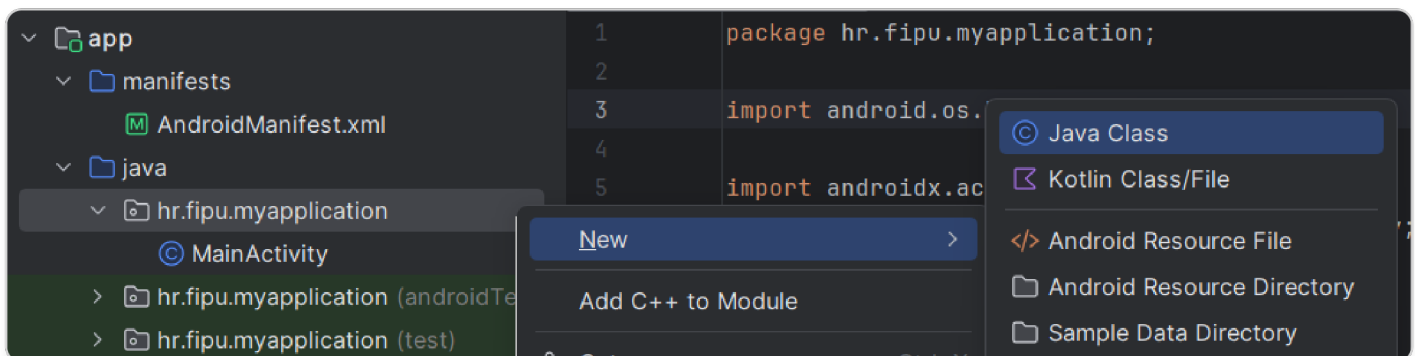 app
manifests
AndroidManifest.xml
java
hr.fipu.myapplication
MainActivity
hr.fipu.myapplication (androidTe
hr.fipu.myapplication (test)
1 package hr.fipu.myapplication;
2
3 import android.os.
4
5 import androidx.ac
New
Add C++ to Module
Java Class
Kotlin Class/File
Android Resource File
Android Resource Directory
Sample Data Directory